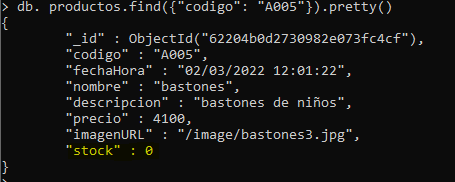 > db. productos.find({"codigo": "A005"}).pretty()
{
"_id" : ObjectId("62204b0d2730982e073fc4cf"),
"codigo" : "A005",
"fechaHora" : "02/03/2022 12:01:22",
"nombre" : "bastones",
"descripcion" : "bastones de niños",
"precio" : 4100,
"imagenURL" : "/image/bastones3.jpg",
"stock" : 0
}